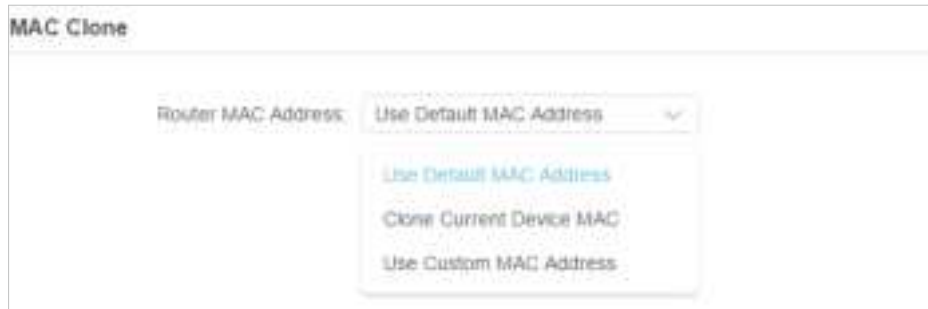 MAC Clone
Router MAC Address: Use Default MAC Address
Use Default MAC Address
Clone Current Device MAC
Use Custom MAC Address